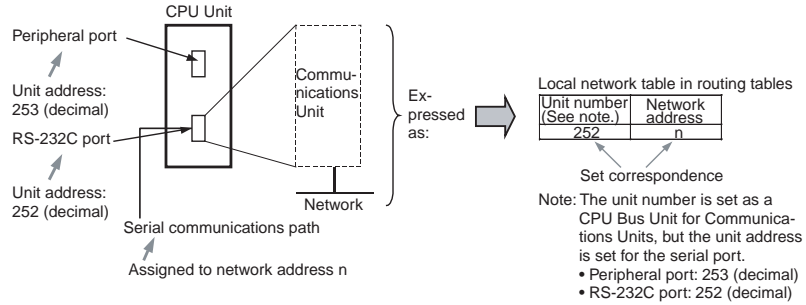 CPU Unit
Peripheral port
Unit address:
253 (decimal)
RS-232C port
Unit address:
252 (decimal)
Commu-
nications
Unit
Network
Serial communications path
Assigned to network address n
Ex-
pressed
as:
Local network table in routing tables
Unit number
(See note.)
Network
address
252
n
Set correspondence
Note: The unit number is set as a
CPU Bus Unit for Communica-
tions Units, but the unit address
is set for the serial port.
• Peripheral port: 253 (decimal)
• RS-232C port: 252 (decimal)